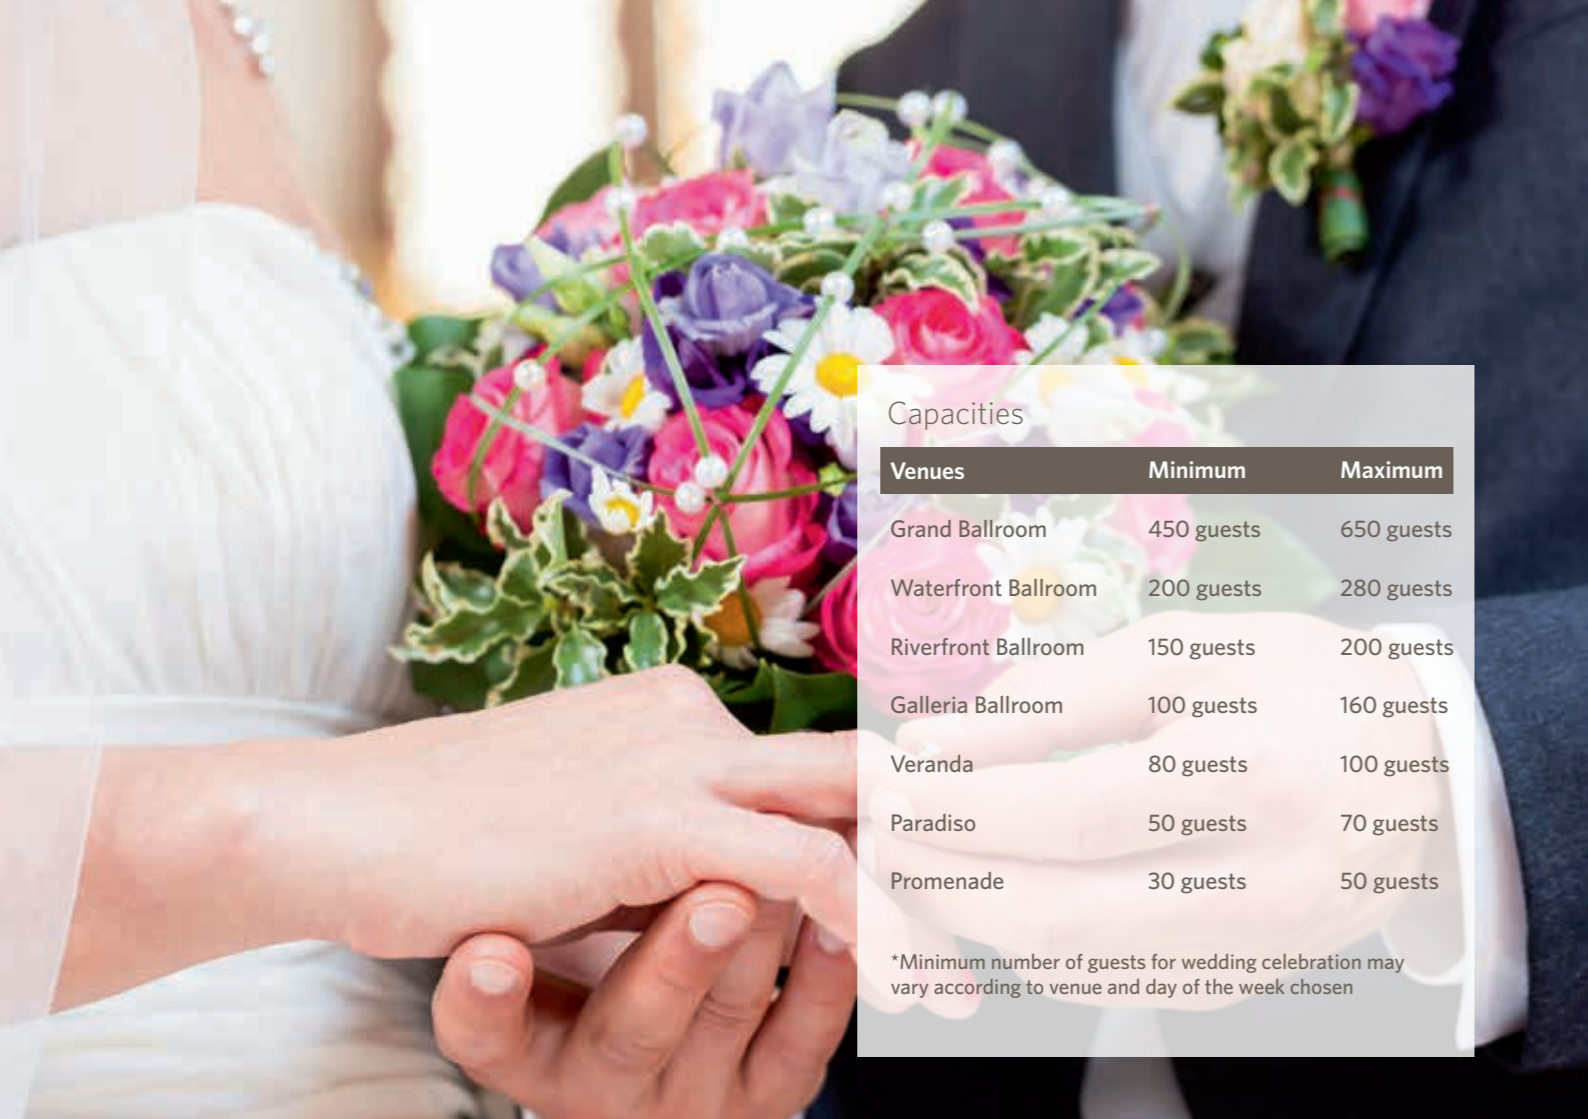 Capacities
Venues Minimum Maximum
Grand Ballroom 450 guests 650 guests
Waterfront Ballroom 200 guests 280 guests
Riverfront Ballroom 150 guests 200 guests
Galleria Ballroom 100 guests 160 guests
Veranda 80 guests 100 guests
Paradiso 50 guests 70 guests
Promenade 30 guests 50 guests
*Minimum number of guests for wedding celebration may
vary according to venue and day of the week chosen